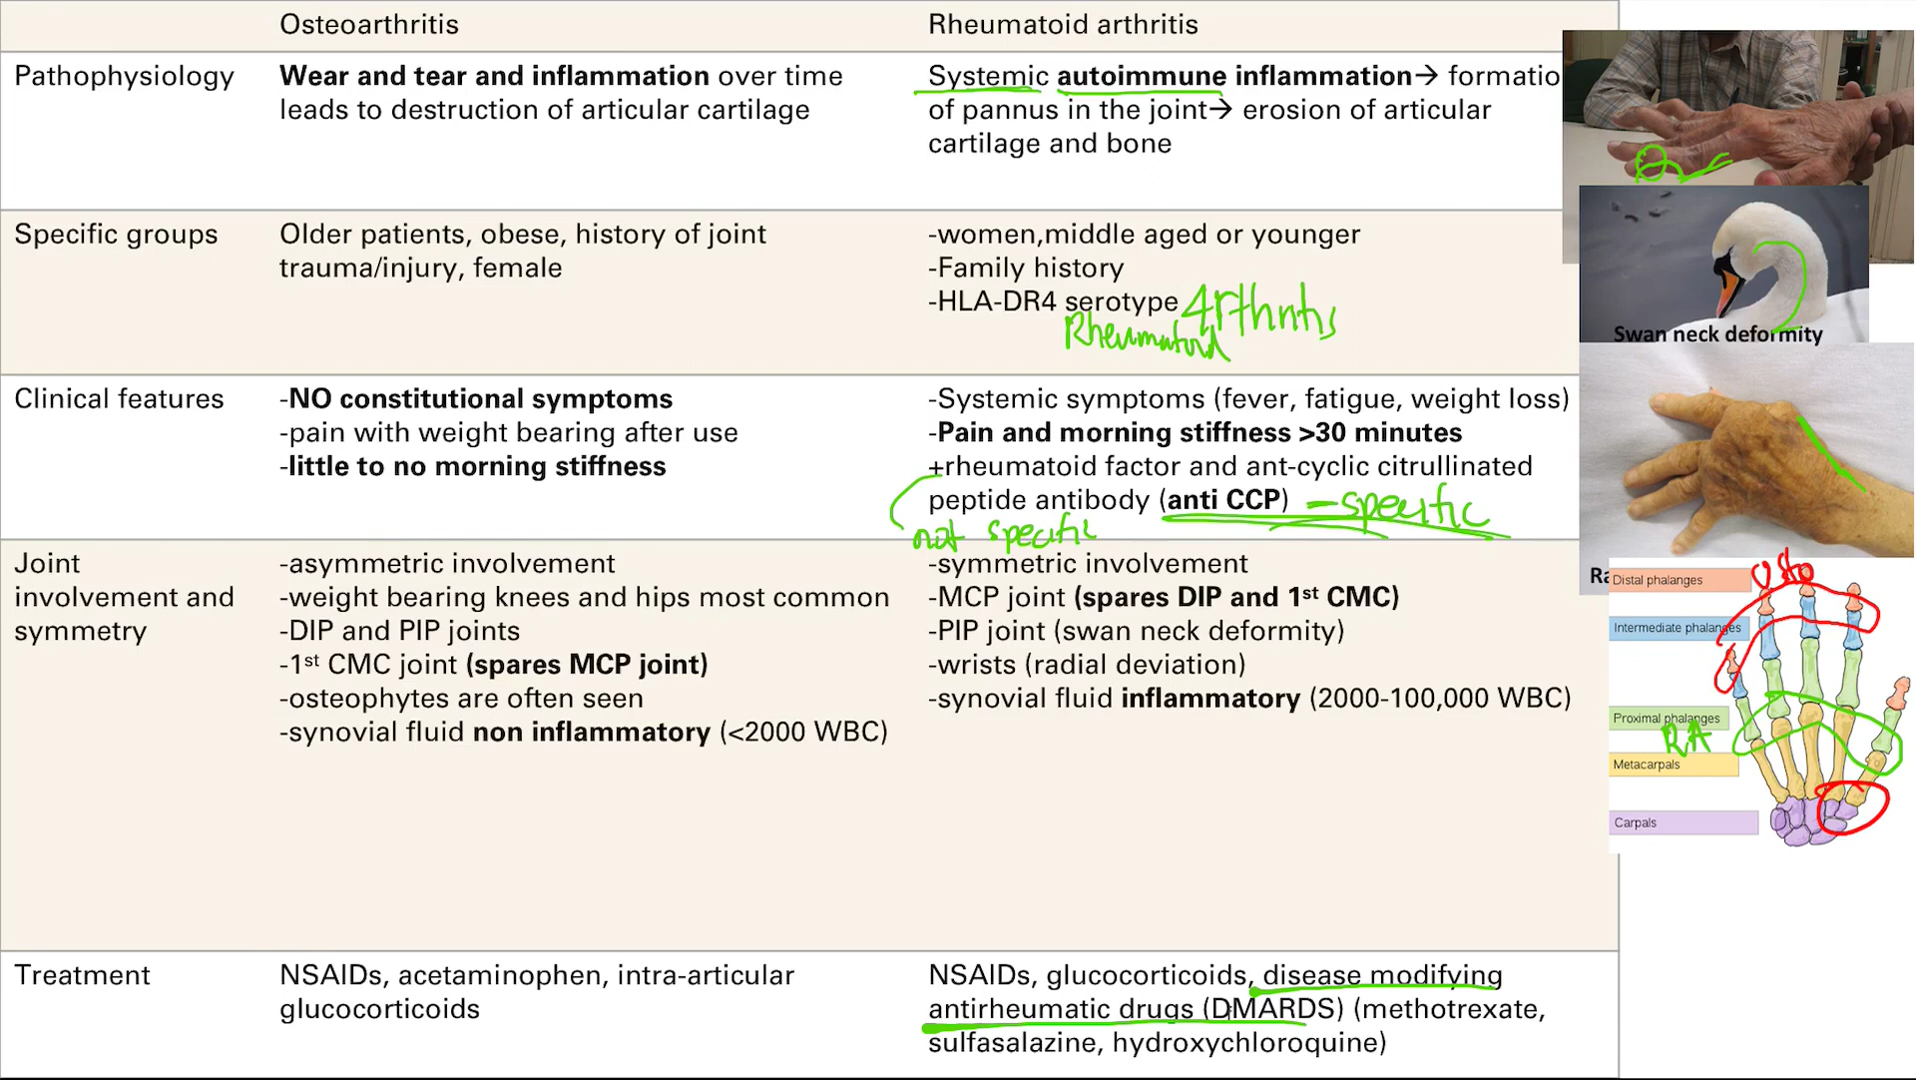 Osteoarthritis
Rheumatoid arthritis
Pathophysiology
Wear and tear and inflammation over time
leads to destruction of articular cartilage
Systemic autoimmune inflammation→ formatio
of pannus in the joint→ erosion of articular
cartilage and bone
Specific groups
Older patients, obese, history of joint
trauma/injury, female
-women,middle aged or younger
-Family history
-HLA-DR4 serotype 4rthritis
Rheumatoid
Clinical features
-NO constitutional symptoms
-pain with weight bearing after use
-little to no morning stiffness
-Systemic symptoms (fever, fatigue, weight loss)
-Pain and morning stiffness >30 minutes
+rheumatoid factor and ant-cyclic citrullinated
peptide antibody (anti CCP) - specific
not specific
Joint
involvement and
symmetry
-asymmetric involvement
-weight bearing knees and hips most common
-DIP and PIP joints
-1st CMC joint (spares MCP joint)
-osteophytes are often seen
-synovial fluid non inflammatory (<2000 WBC)
-symmetric involvement
-MCP joint (spares DIP and 1st CMC)
-PIP joint (swan neck deformity)
-wrists (radial deviation)
-synovial fluid inflammatory (2000-100,000 WBC)
Treatment
NSAIDs, acetaminophen, intra-articular
glucocorticoids
NSAIDs, glucocorticoids, disease modifying
antirheumatic drugs (DMARDS) (methotrexate,
sulfasalazine, hydroxychloroquine)
Swan neck deformity
Ra
Distal phalanges
Osto
Intermediate phalanges
Proximal phalanges
RA
Metacarpals
Carpals